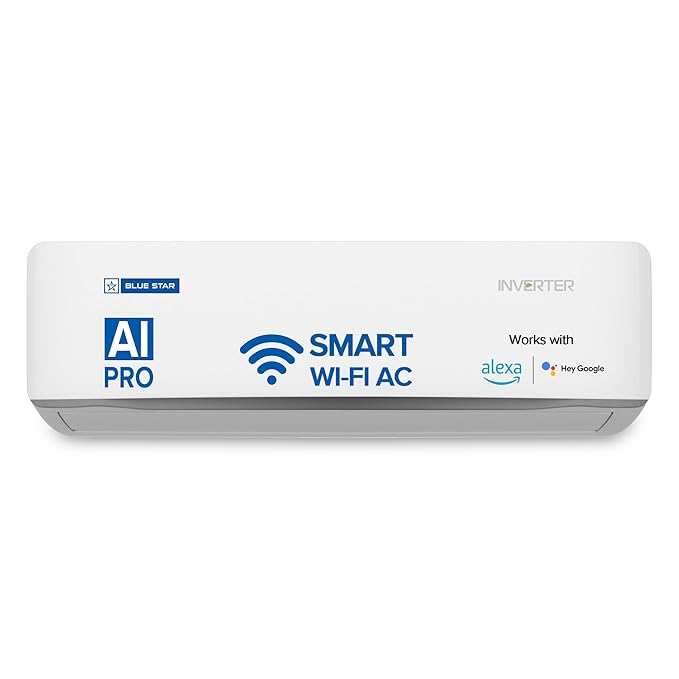 BLUE STAR
INVERTER
AI
PRO
SMART
WI-FI AC
Works with
alexa
Hey Google